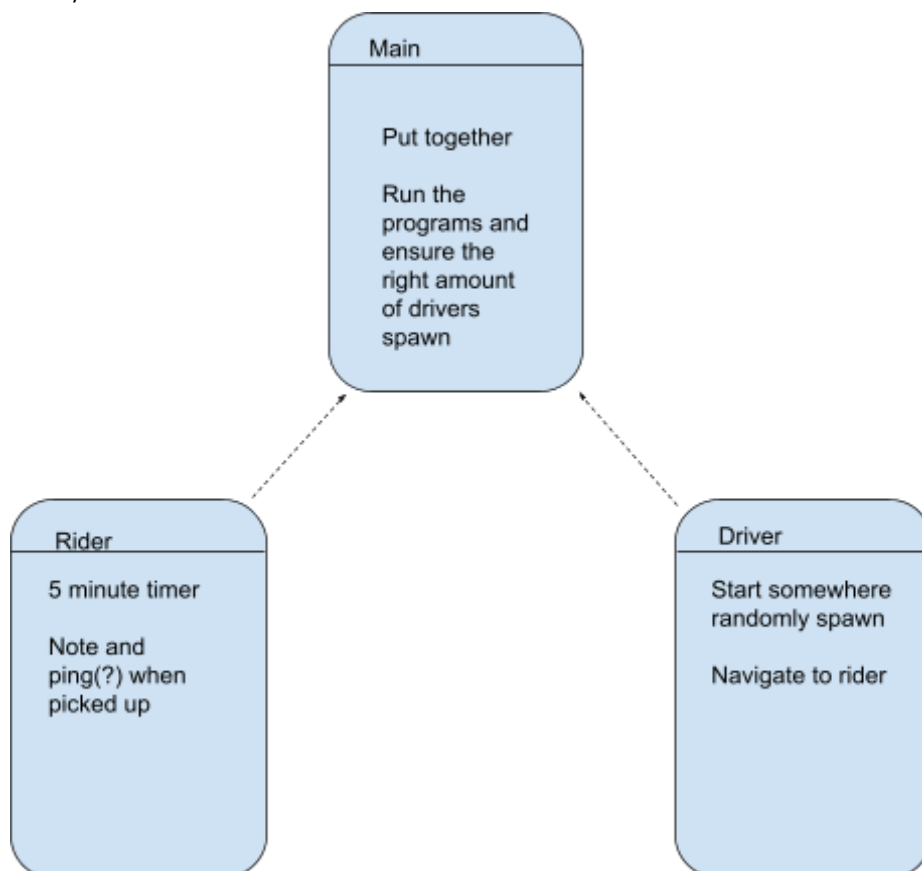 Main
Put together
Run the
programs and
ensure the
right amount
of drivers
spawn
Rider
5 minute timer
Note and
ping(?) when
picked up
Driver
Start somewhere
randomly spawn
Navigate to rider